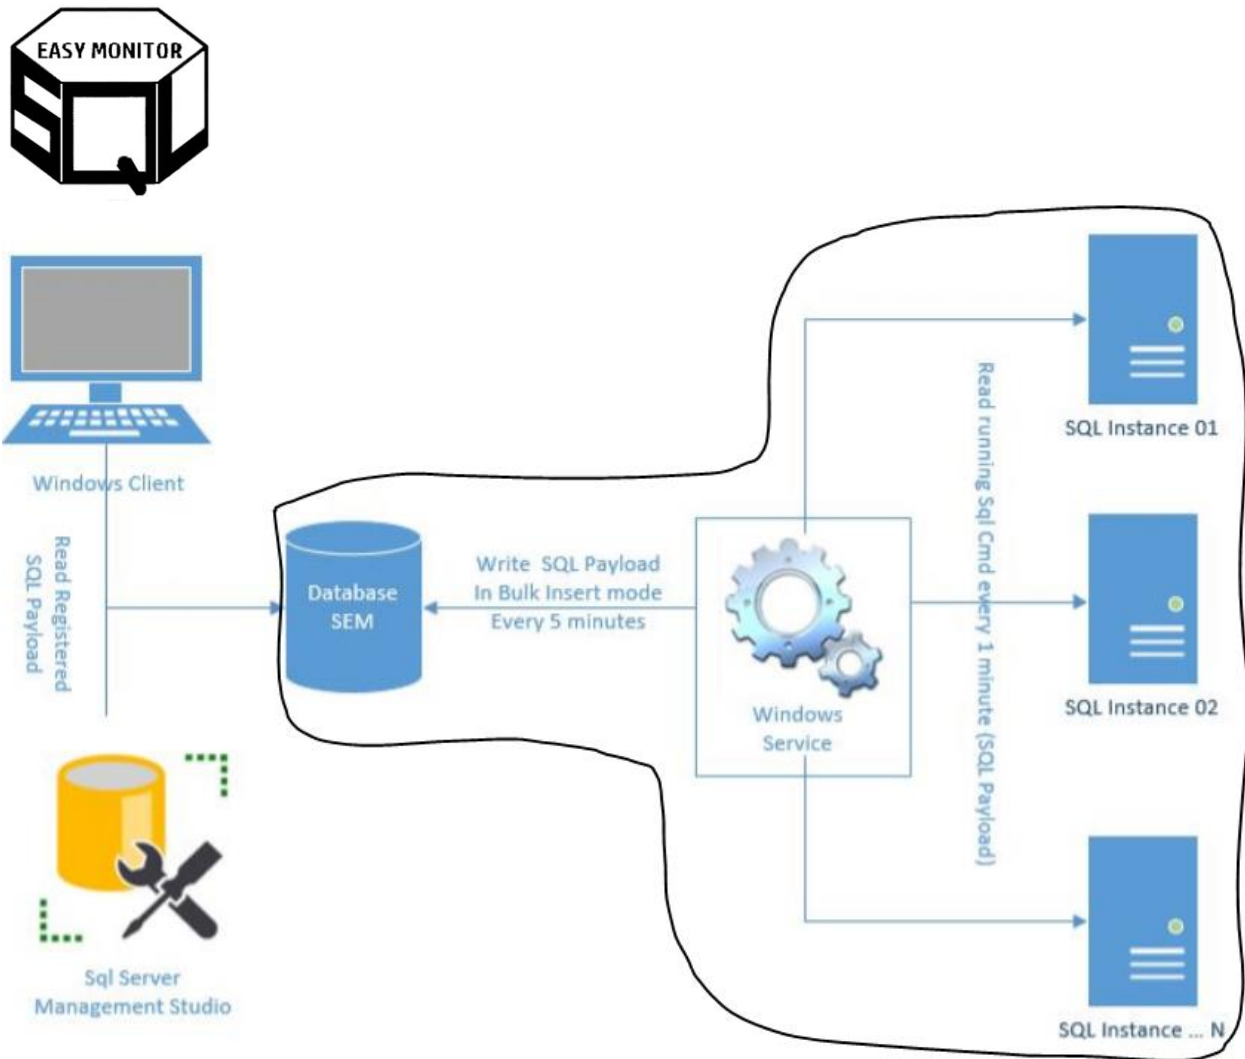 EASY MONITOR
SQL
Windows Client
Read Registered
SQL Payload
Database
SEM
Write SQL Payload
In Bulk Insert mode
Every 5 minutes
Windows
Service
Read running Sql Cmd every 1 minute (SQL Payload)
SQL Instance 01
SQL Instance 02
SQL Instance ... N
Sql Server
Management Studio